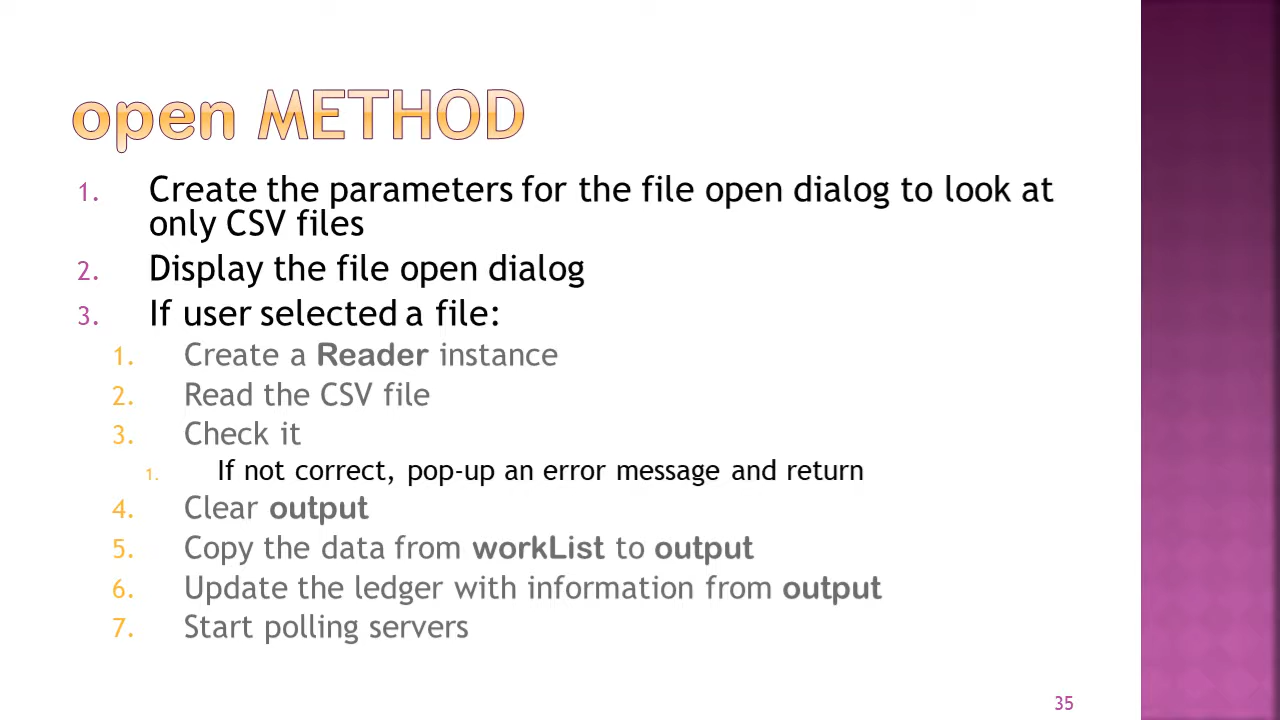 open METHOD
1. Create the parameters for the file open dialog to look at
only CSV files
2. Display the file open dialog
3. If user selected a file:
1. Create a Reader instance
2. Read the CSV file
3. Check it
1. If not correct, pop-up an error message and return
4. Clear output
5. Copy the data from workList to output
6. Update the ledger with information from output
7. Start polling servers
35